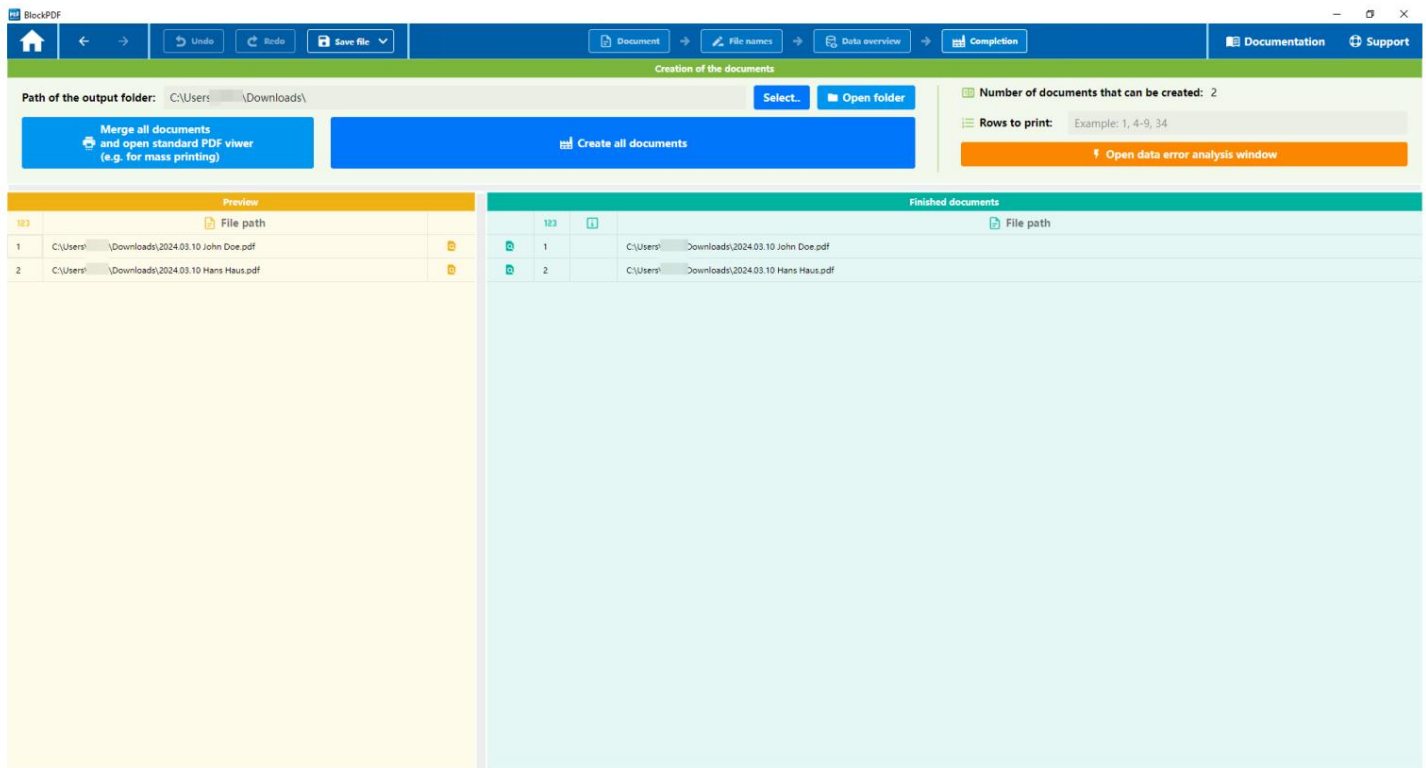 PDF BlockPDF
Undo Redo Save file Document File names Data overview Completion Documentation Support
Creation of the documents
Path of the output folder: C:\Users \Downloads\ Select.. Open folder
Number of documents that can be created: 2
Merge all documents
and open standard PDF viwer
(e.g. for mass printing)
Create all documents
Rows to print: Example: 1, 4-9, 34
Open data error analysis window
Preview
123 File path
1 C:\Users\ \Downloads\2024.03.10 John Doe.pdf
2 C:\Users\ \Downloads\2024.03.10 Hans Haus.pdf
Finished documents
123 File path
1 C:\Users\ Downloads\2024.03.10 John Doe.pdf
2 C:\Users\ Downloads\2024.03.10 Hans Haus.pdf